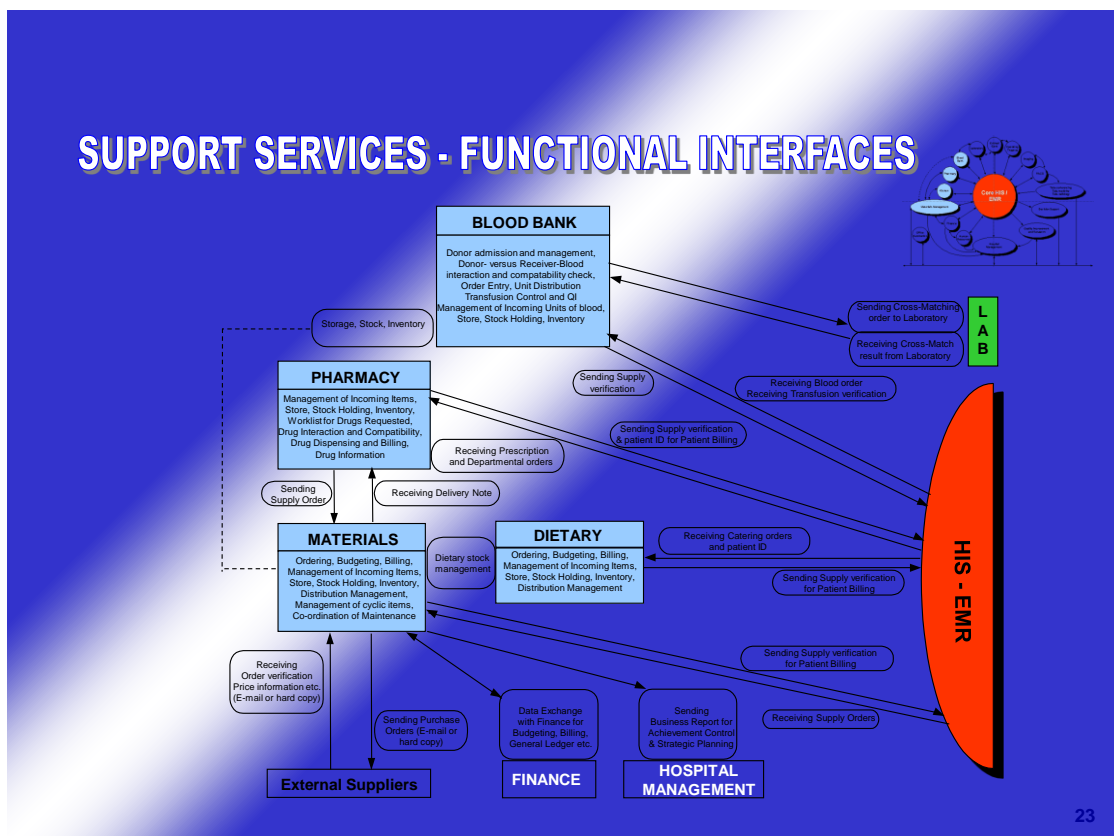 SUPPORT SERVICES - FUNCTIONAL INTERFACES
Core HIS /
EMR
BLOOD BANK
Donor admission and management,
Donor- versus Receiver-Blood
interaction and compatability check,
Order Entry, Unit Distribution
Transfusion Control and QI
Management of Incoming Units of blood,
Store, Stock Holding, Inventory
Storage, Stock, Inventory
Sending Cross-Matching
order to Laboratory
Receiving Cross-Match
result from Laboratory
L
A
B
PHARMACY
Management of Incoming Items,
Store, Stock Holding, Inventory,
Worklist for Drugs Requested,
Drug Interaction and Compatibility,
Drug Dispensing and Billing,
Drug Information
Sending Supply
verification
Receiving Blood order
Receiving Transfusion verification
Sending Supply verification
& patient ID for Patient Billing
Receiving Prescription
and Departmental orders
Sending
Supply Order
Receiving Delivery Note
MATERIALS
Ordering, Budgeting, Billing,
Management of Incoming Items,
Store, Stock Holding, Inventory,
Distribution Management,
Management of cyclic items,
Co-ordination of Maintenance
Dietary stock
management
DIETARY
Ordering, Budgeting, Billing,
Management of Incoming Items,
Store, Stock Holding, Inventory,
Distribution Management
Receiving Catering orders
and patient ID
Sending Supply verification
for Patient Billing
HIS - EMR
Sending Supply verification
for Patient Billing
Receiving Supply Orders
Receiving
Order verification
Price information etc.
(E-mail or hard copy)
Sending Purchase
Orders (E-mail or
hard copy)
Data Exchange
with Finance for
Budgeting, Billing,
General Ledger etc.
Sending
Business Report for
Achievement Control
& Strategic Planning
External Suppliers
FINANCE
HOSPITAL
MANAGEMENT
23